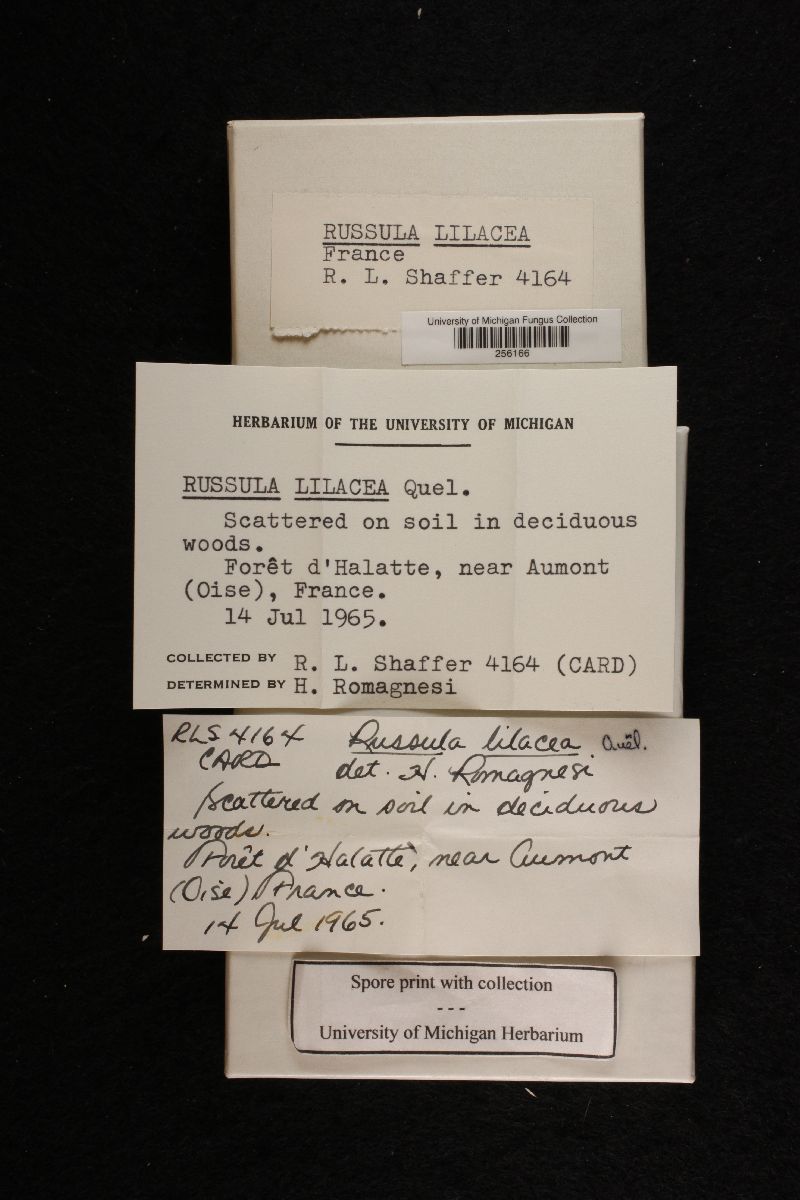 RUSSULA LILACEA
France
R. L. Shaffer 4164
University of Michigan Fungus Collection
256166
HERBARIUM OF THE UNIVERSITY OF MICHIGAN
RUSSULA LILACEA Quel.
Scattered on soil in deciduous
woods.
Forêt d'Halatte, near Aumont
(Oise), France.
14 Jul 1965.
COLLECTED BY R. L. Shaffer 4164 (CARD)
DETERMINED BY H. Romagnesi
RLS 4164 Russula lilacea Quél.
CARD det. H. Romagnesi
Scattered on soil in deciduous
woods.
Forêt d'Halatte, near Aumont
(Oise) France.
14 Jul 1965.
Spore print with collection
---
University of Michigan Herbarium